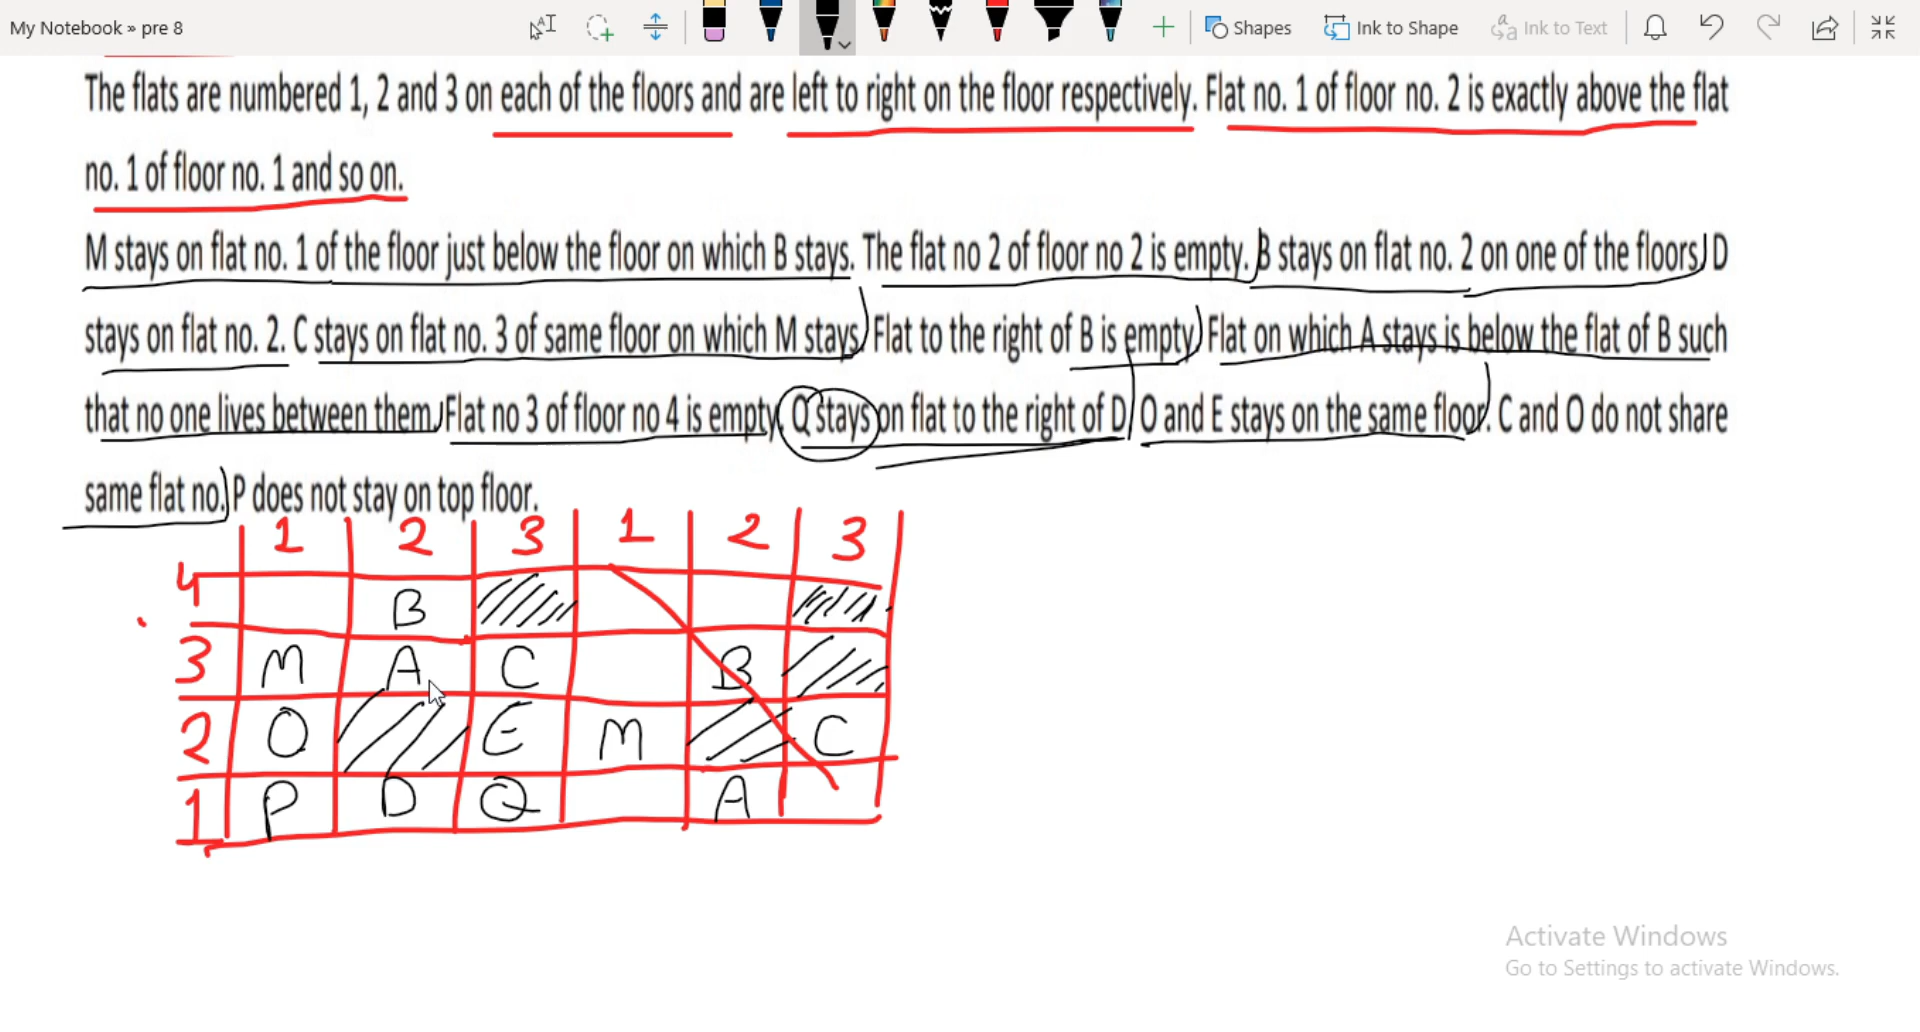 My Notebook » pre 8
Shapes
Ink to Shape
Ink to Text
The flats are numbered 1, 2 and 3 on each of the floors and are left to right on the floor respectively. Flat no. 1 of floor no. 2 is exactly above the flat
no. 1 of floor no. 1 and so on.
M stays on flat no. 1 of the floor just below the floor on which B stays. The flat no 2 of floor no 2 is empty. B stays on flat no. 2 on one of the floors. D
stays on flat no. 2. C stays on flat no. 3 of same floor on which M stays. Flat to the right of B is empty. Flat on which A stays is below the flat of B such
that no one lives between them. Flat no 3 of floor no 4 is empty. Q stays on flat to the right of D. O and E stays on the same floor. C and O do not share
same flat no. P does not stay on top floor.
1 2 3 1 2 3
4 B
3 M A C B
2 O E M C
1 P D Q A
Activate Windows
Go to Settings to activate Windows.